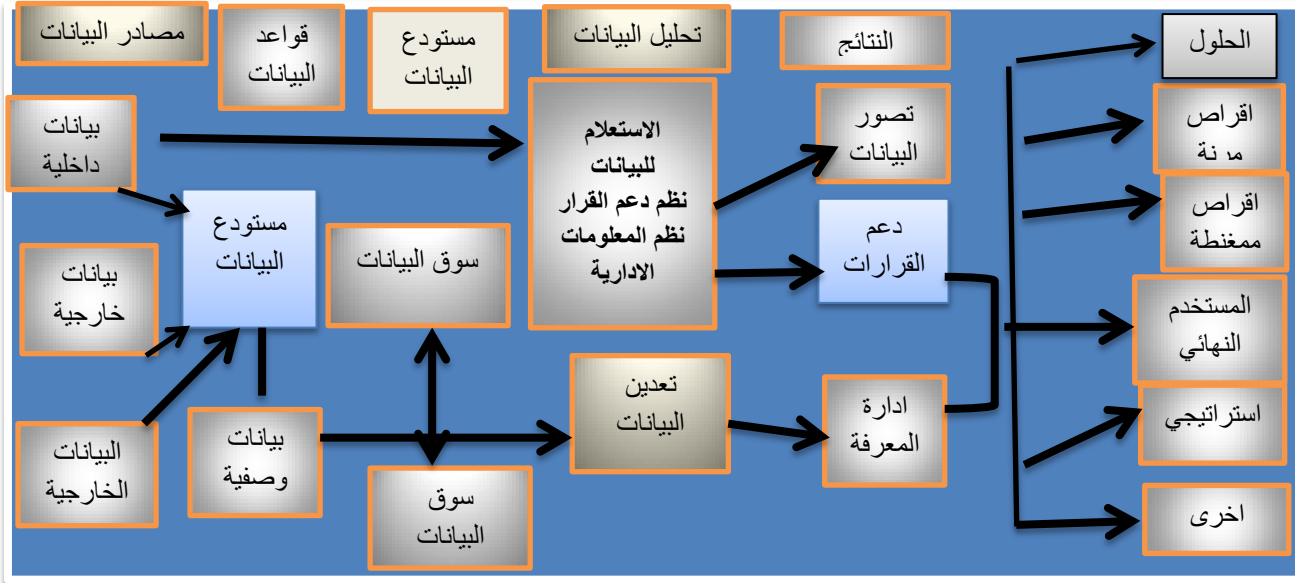 مصادر البيانات
قواعد
البيانات
مستودع
البيانات
تحليل البيانات
النتائج
الحلول
بيانات
داخلية
الاستعلام
للبيانات
نظم دعم القرار
نظم المعلومات
الادارية
تصور
البيانات
اقراص
مرنة
مستودع
البيانات
سوق البيانات
دعم
القرارات
اقراص
ممغنطة
بيانات
خارجية
المستخدم
النهائي
تعدين
البيانات
ادارة
المعرفة
استراتيجي
البيانات
الخارجية
بيانات
وصفية
سوق
البيانات
اخرى